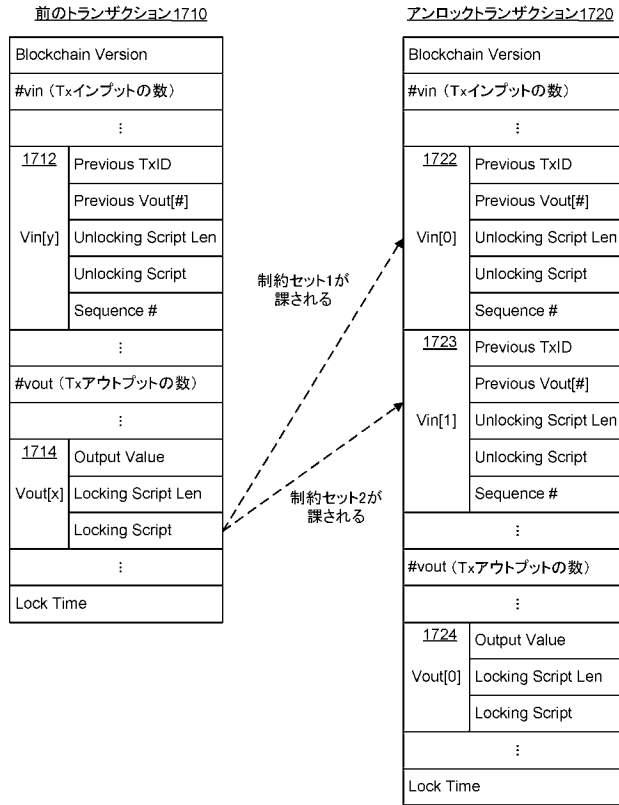 前のトランザクション1710
Blockchain Version
#vin (Txインプットの数)
⋮
1712
Vin[y]
Previous TxID
Previous Vout[#]
Unlocking Script Len
Unlocking Script
Sequence #
⋮
#vout (Txアウトプットの数)
⋮
1714
Vout[x]
Output Value
Locking Script Len
Locking Script
⋮
Lock Time
制約セット1が
課される
制約セット2が
課される
アンロックトランザクション1720
Blockchain Version
#vin (Txインプットの数)
⋮
1722
Vin[0]
Previous TxID
Previous Vout[#]
Unlocking Script Len
Unlocking Script
Sequence #
1723
Vin[1]
Previous TxID
Previous Vout[#]
Unlocking Script Len
Unlocking Script
Sequence #
⋮
#vout (Txアウトプットの数)
⋮
1724
Vout[0]
Output Value
Locking Script Len
Locking Script
⋮
Lock Time